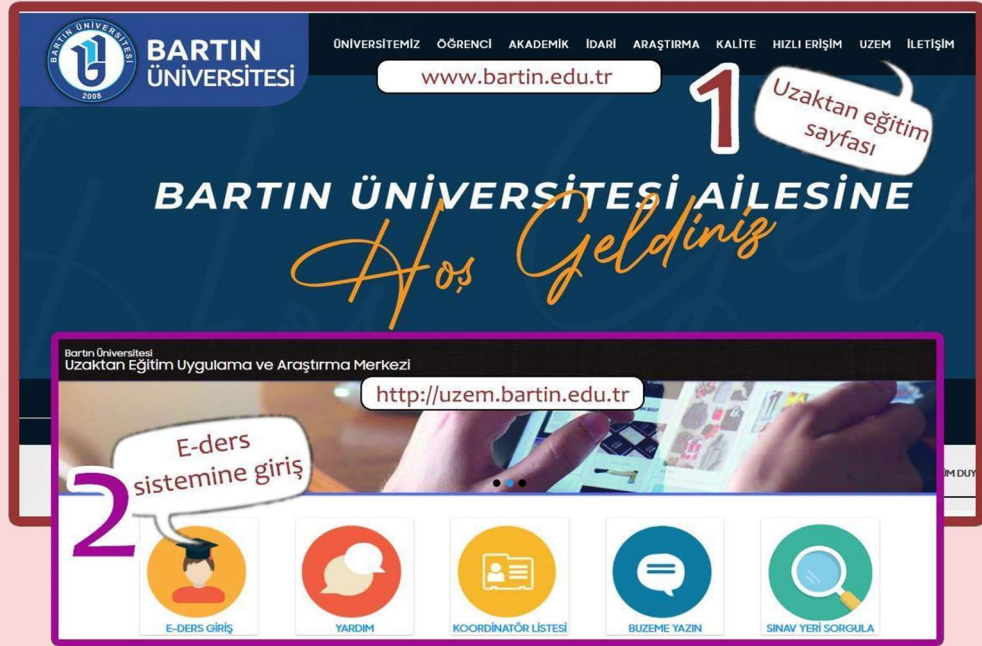 BARTIN ÜNİVERSİTESİ
2008
BARTIN
ÜNİVERSİTESİ
ÜNİVERSİTEMİZ ÖĞRENCİ AKADEMİK İDARİ ARAŞTIRMA KALİTE HIZLI ERİŞİM UZEM İLETİŞİM
www.bartin.edu.tr
1
Uzaktan eğitim
sayfası
BARTIN ÜNİVERSİTESİ AİLESİNE
Hoş Geldiniz
Bartın Üniversitesi
Uzaktan Eğitim Uygulama ve Araştırma Merkezi
http://uzem.bartin.edu.tr
2
E-ders
sistemine giriş
E-DERS GİRİŞ
YARDIM
KOORDİNATÖR LİSTESİ
BUZEME YAZIN
SINAV YERİ SORGULA